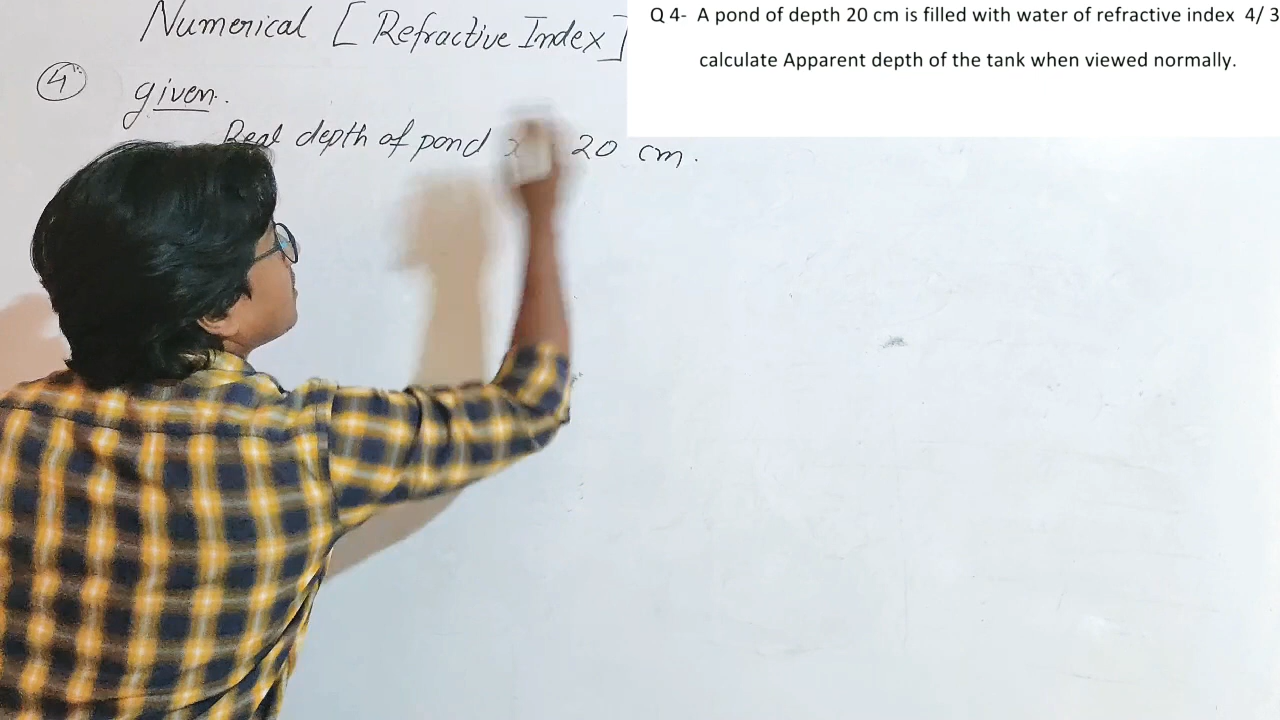 Numerical [Refractive Index]
Q 4- A pond of depth 20 cm is filled with water of refractive index 4/3
calculate Apparent depth of the tank when viewed normally.
4
given.
Real depth of pond 20 cm.